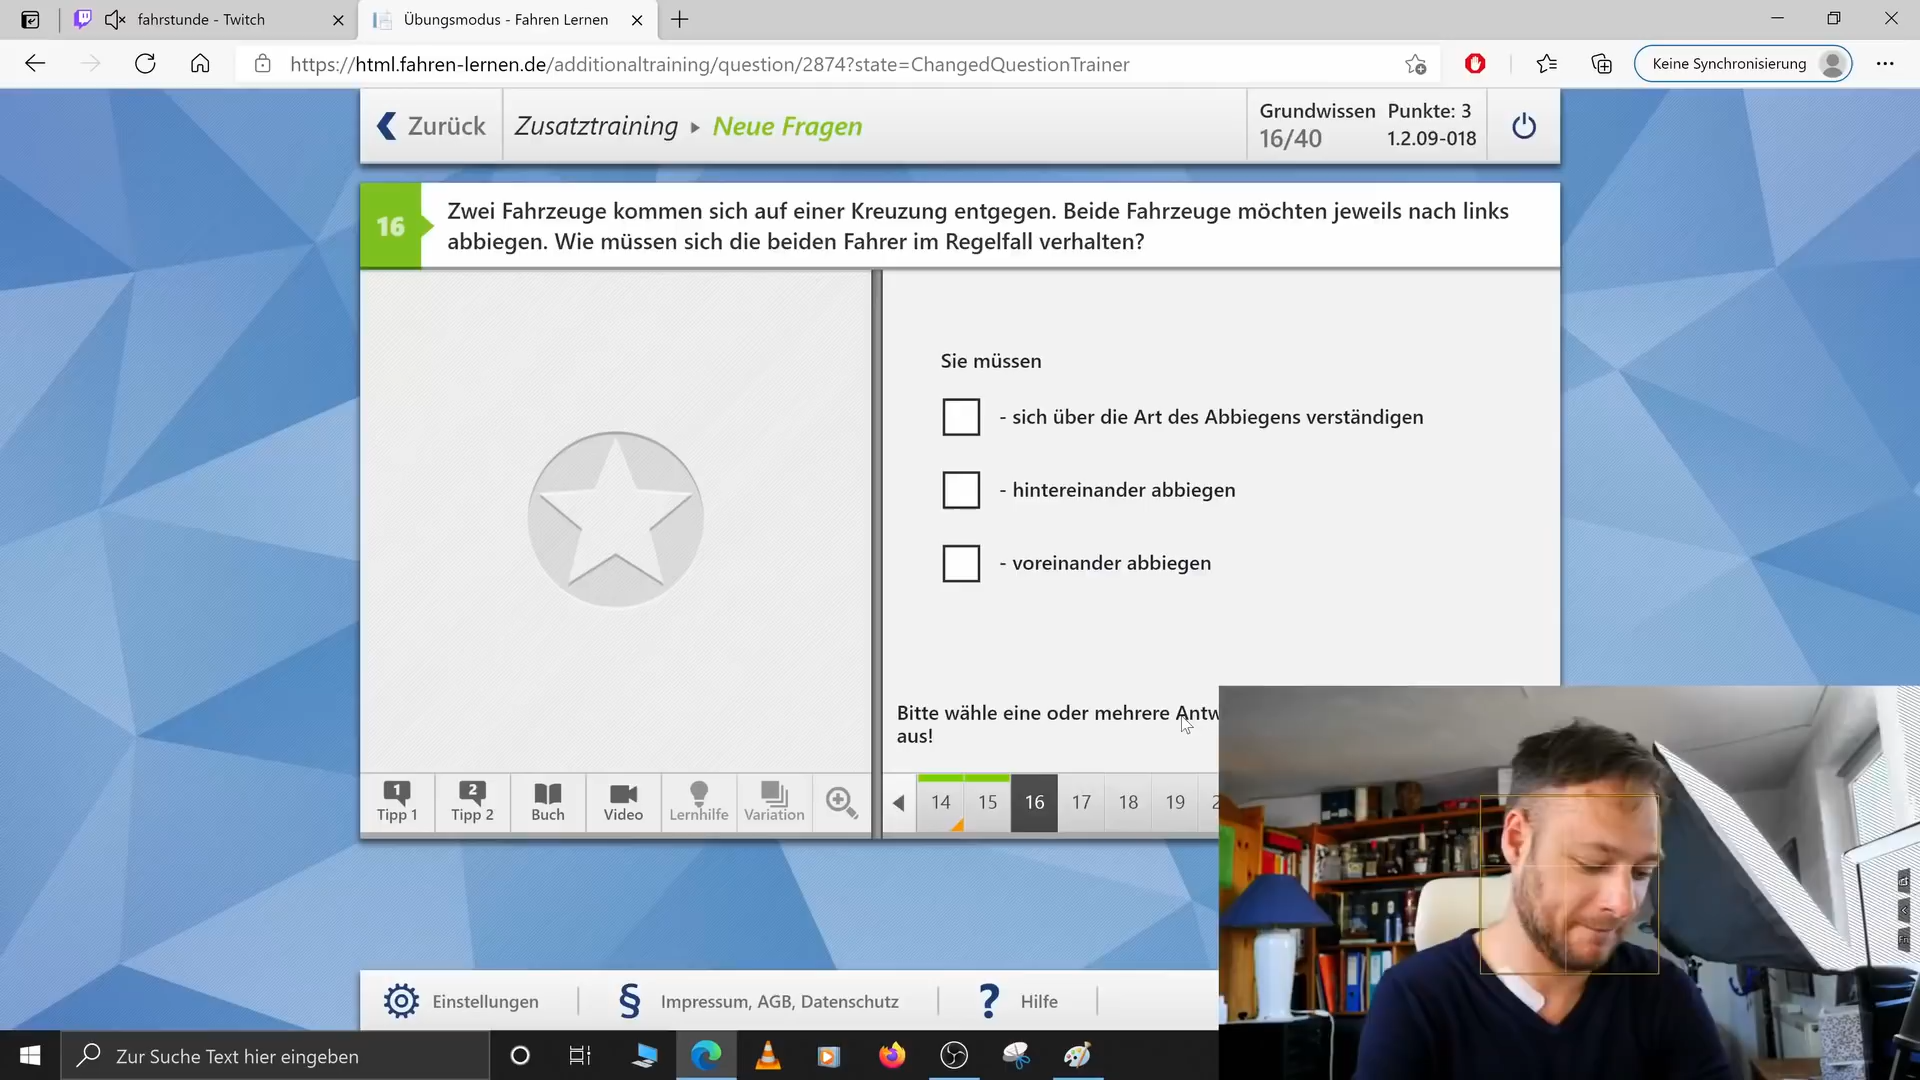 fahrstunde - Twitch
Übungsmodus - Fahren Lernen
https://html.fahren-lernen.de/additionaltraining/question/2874?state=ChangedQuestionTrainer
Keine Synchronisierung
Zurück
Zusatztraining ▸ Neue Fragen
Grundwissen
16/40
Punkte: 3
1.2.09-018
16
Zwei Fahrzeuge kommen sich auf einer Kreuzung entgegen. Beide Fahrzeuge möchten jeweils nach links
abbiegen. Wie müssen sich die beiden Fahrer im Regelfall verhalten?
Sie müssen
- sich über die Art des Abbiegens verständigen
- hintereinander abbiegen
- voreinander abbiegen
Bitte wähle eine oder mehrere Antw
aus!
1
Tipp 1
2
Tipp 2
Buch
Video
Lernhilfe
Variation
14 15 16 17 18 19 2
Einstellungen
§ Impressum, AGB, Datenschutz
? Hilfe
Zur Suche Text hier eingeben